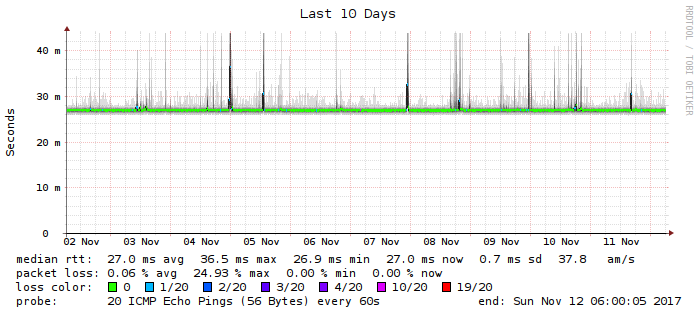 Last 10 Days
RRDTOOL / TOBI OETIKER
Seconds
40 m
30 m
20 m
10 m
0
02 Nov 03 Nov 04 Nov 05 Nov 06 Nov 07 Nov 08 Nov 09 Nov 10 Nov 11 Nov
median rtt: 27.0 ms avg 36.5 ms max 26.9 ms min 27.0 ms now 0.7 ms sd 37.8 am/s
packet loss: 0.06 % avg 24.93 % max 0.00 % min 0.00 % now
loss color: 0 1/20 2/20 3/20 4/20 10/20 19/20
probe: 20 ICMP Echo Pings (56 Bytes) every 60s end: Sun Nov 12 06:00:05 2017